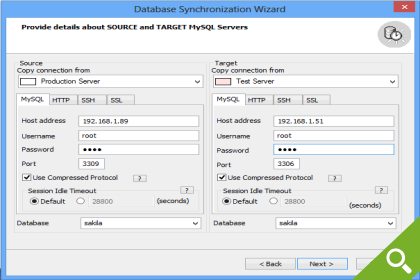 Database Synchronization Wizard
Provide details about SOURCE and TARGET MySQL Servers
Source
Copy connection from
Production Server
MySQL HTTP SSH SSL
Host address 192.168.1.89
Username root
Password ••••
Port 3309
Use Compressed Protocol ?
Session Idle Timeout ?
Default 28800 (seconds)
Database sakila
Target
Copy connection from
Test Server
MySQL HTTP SSH SSL
Host address 192.168.1.51
Username root
Password ••••
Port 3306
Use Compressed Protocol ?
Session Idle Timeout ?
Default 28800 (seconds)
Database sakila
< Back Next >